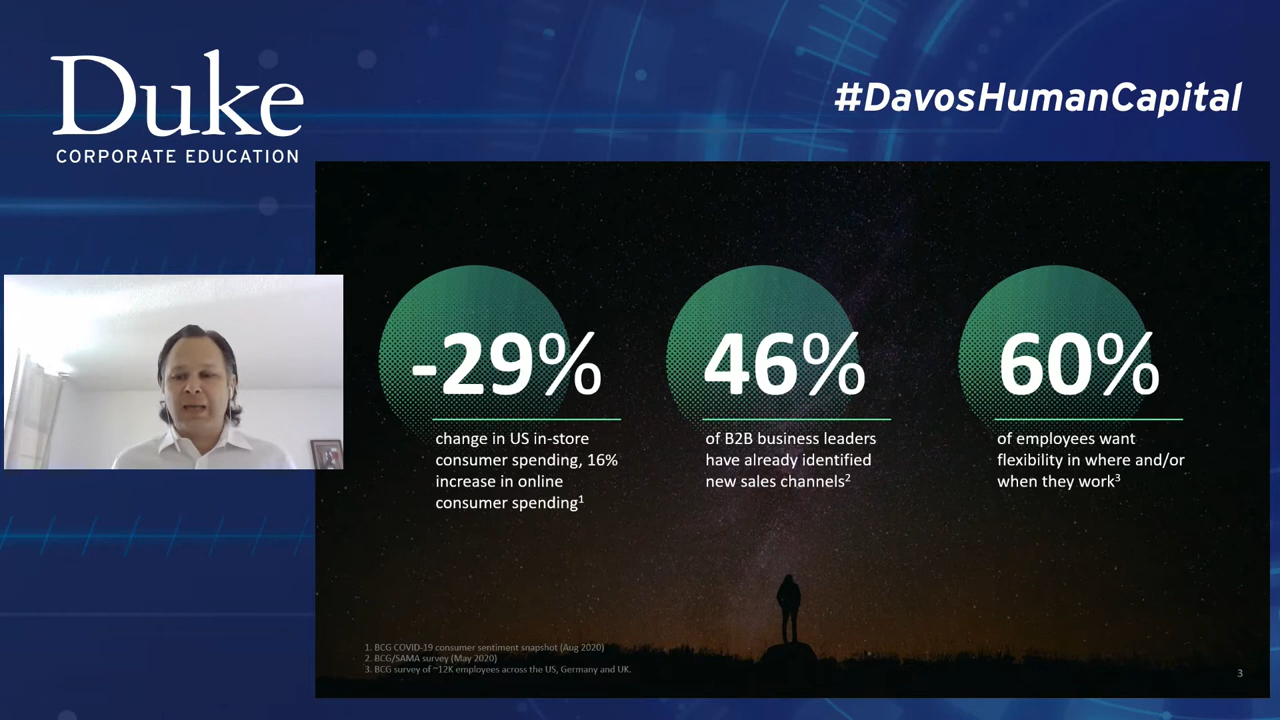 Duke
CORPORATE EDUCATION
#DavosHumanCapital
-29%
change in US in-store
consumer spending, 16%
increase in online
consumer spending¹
46%
of B2B business leaders
have already identified
new sales channels²
60%
of employees want
flexibility in where and/or
when they work³
1. BCG COVID-19 consumer sentiment snapshot (Aug 2020)
2. BCG/SAMA survey (May 2020)
3. BCG survey of ~12K employees across the US, Germany and UK.
3